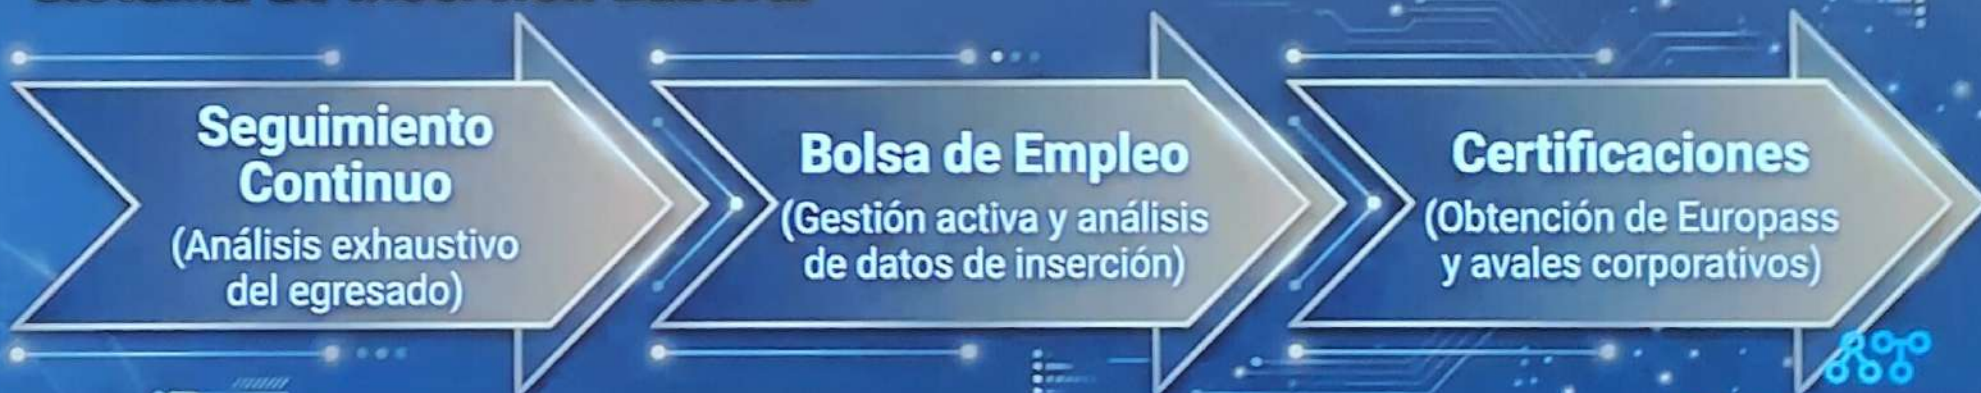 Seguimiento
Continuo
(Análisis exhaustivo
del egresado)
Bolsa de Empleo
(Gestión activa y análisis
de datos de inserción)
Certificaciones
(Obtención de Europass
y avales corporativos)